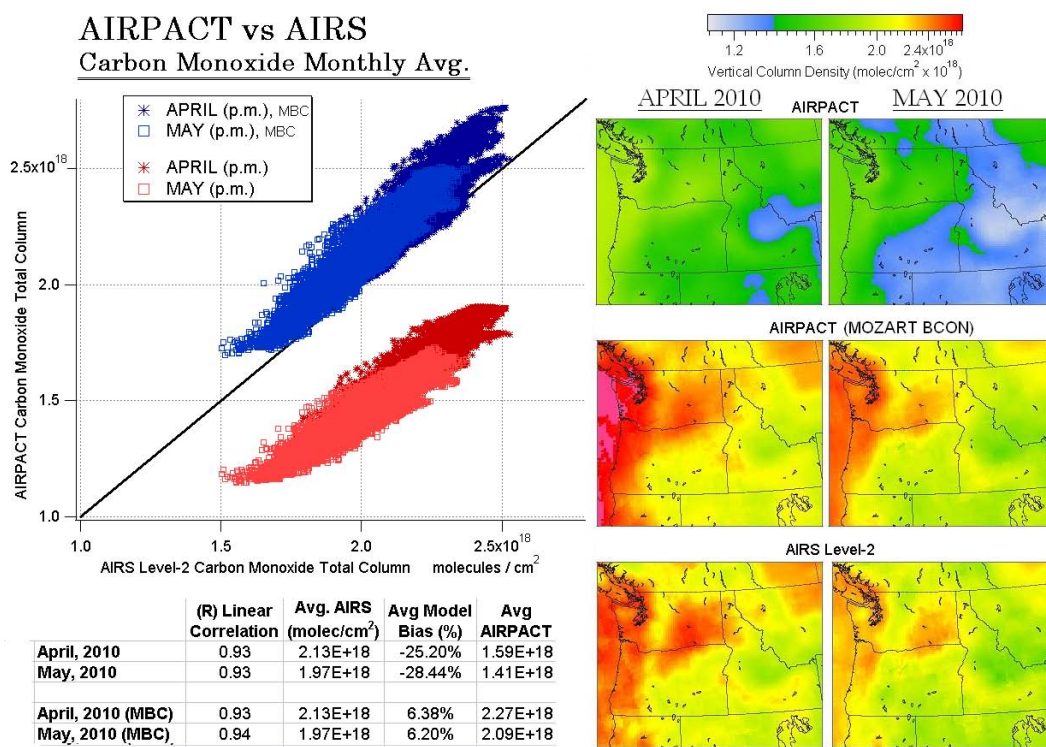 AIRPACT vs AIRS
Carbon Monoxide Monthly Avg.
APRIL (p.m.), MBC
MAY (p.m.), MBC
APRIL (p.m.)
MAY (p.m.)
2.5x10^18
2.0
1.5
1.0
AIRPACT Carbon Monoxide Total Column
1.0 1.5 2.0 2.5x10^18
AIRS Level-2 Carbon Monoxide Total Column molecules / cm^2
(R) Linear Correlation | Avg. AIRS (molec/cm^2) | Avg Model Bias (%) | Avg AIRPACT
April, 2010 0.93 2.13E+18 -25.20% 1.59E+18
May, 2010 0.93 1.97E+18 -28.44% 1.41E+18
April, 2010 (MBC) 0.93 2.13E+18 6.38% 2.27E+18
May, 2010 (MBC) 0.94 1.97E+18 6.20% 2.09E+18
1.2 1.6 2.0 2.4x10^18
Vertical Column Density (molec/cm^2 x 10^18)
APRIL 2010 MAY 2010
AIRPACT
AIRPACT (MOZART BCON)
AIRS Level-2